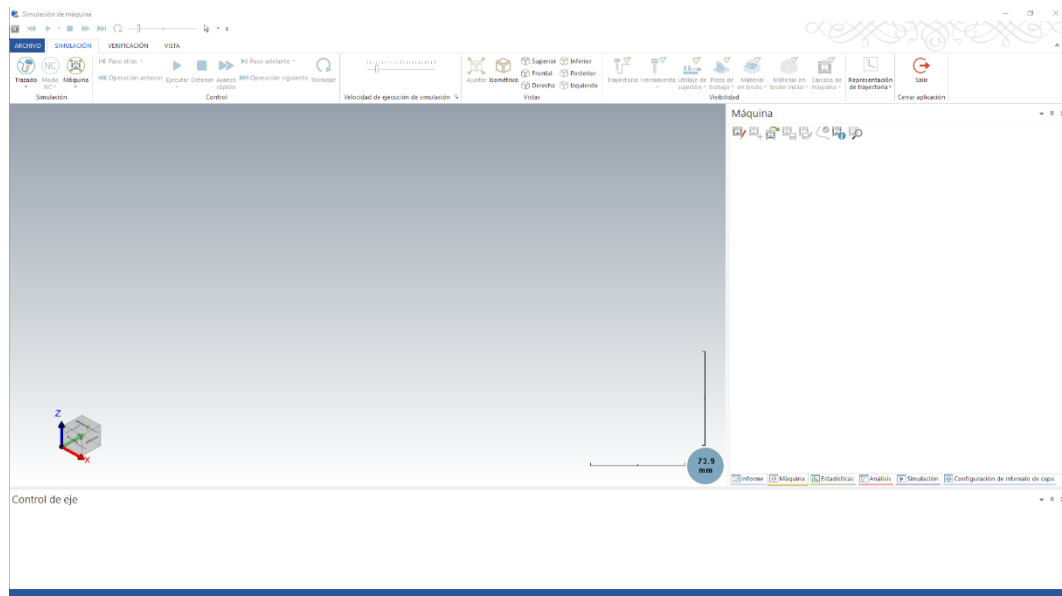 Simulación de máquina
ARCHIVO SIMULACIÓN VERIFICACIÓN VISTA
Trazado Modo NC Máquina
Simulación
Paso atrás Paso adelante
Operación anterior Ejecutar Detener Avance rápido Operación siguiente Reiniciar
Control
Velocidad de ejecución de simulación
Ajustar Isométrico
Superior Inferior
Frontal Posterior
Derecha Izquierda
Vistas
Trayectoria Herramienta Utillaje de sujeción Pieza de trabajo Material en bruto Material en bruto inicial Carcasa de máquina Representación de trayectoria
Visibilidad
Salir
Cerrar aplicación
Máquina
Z
X
73.9
mm
Informe Máquina Estadísticas Análisis Simulación Configuración de intervalo de capa
Control de eje